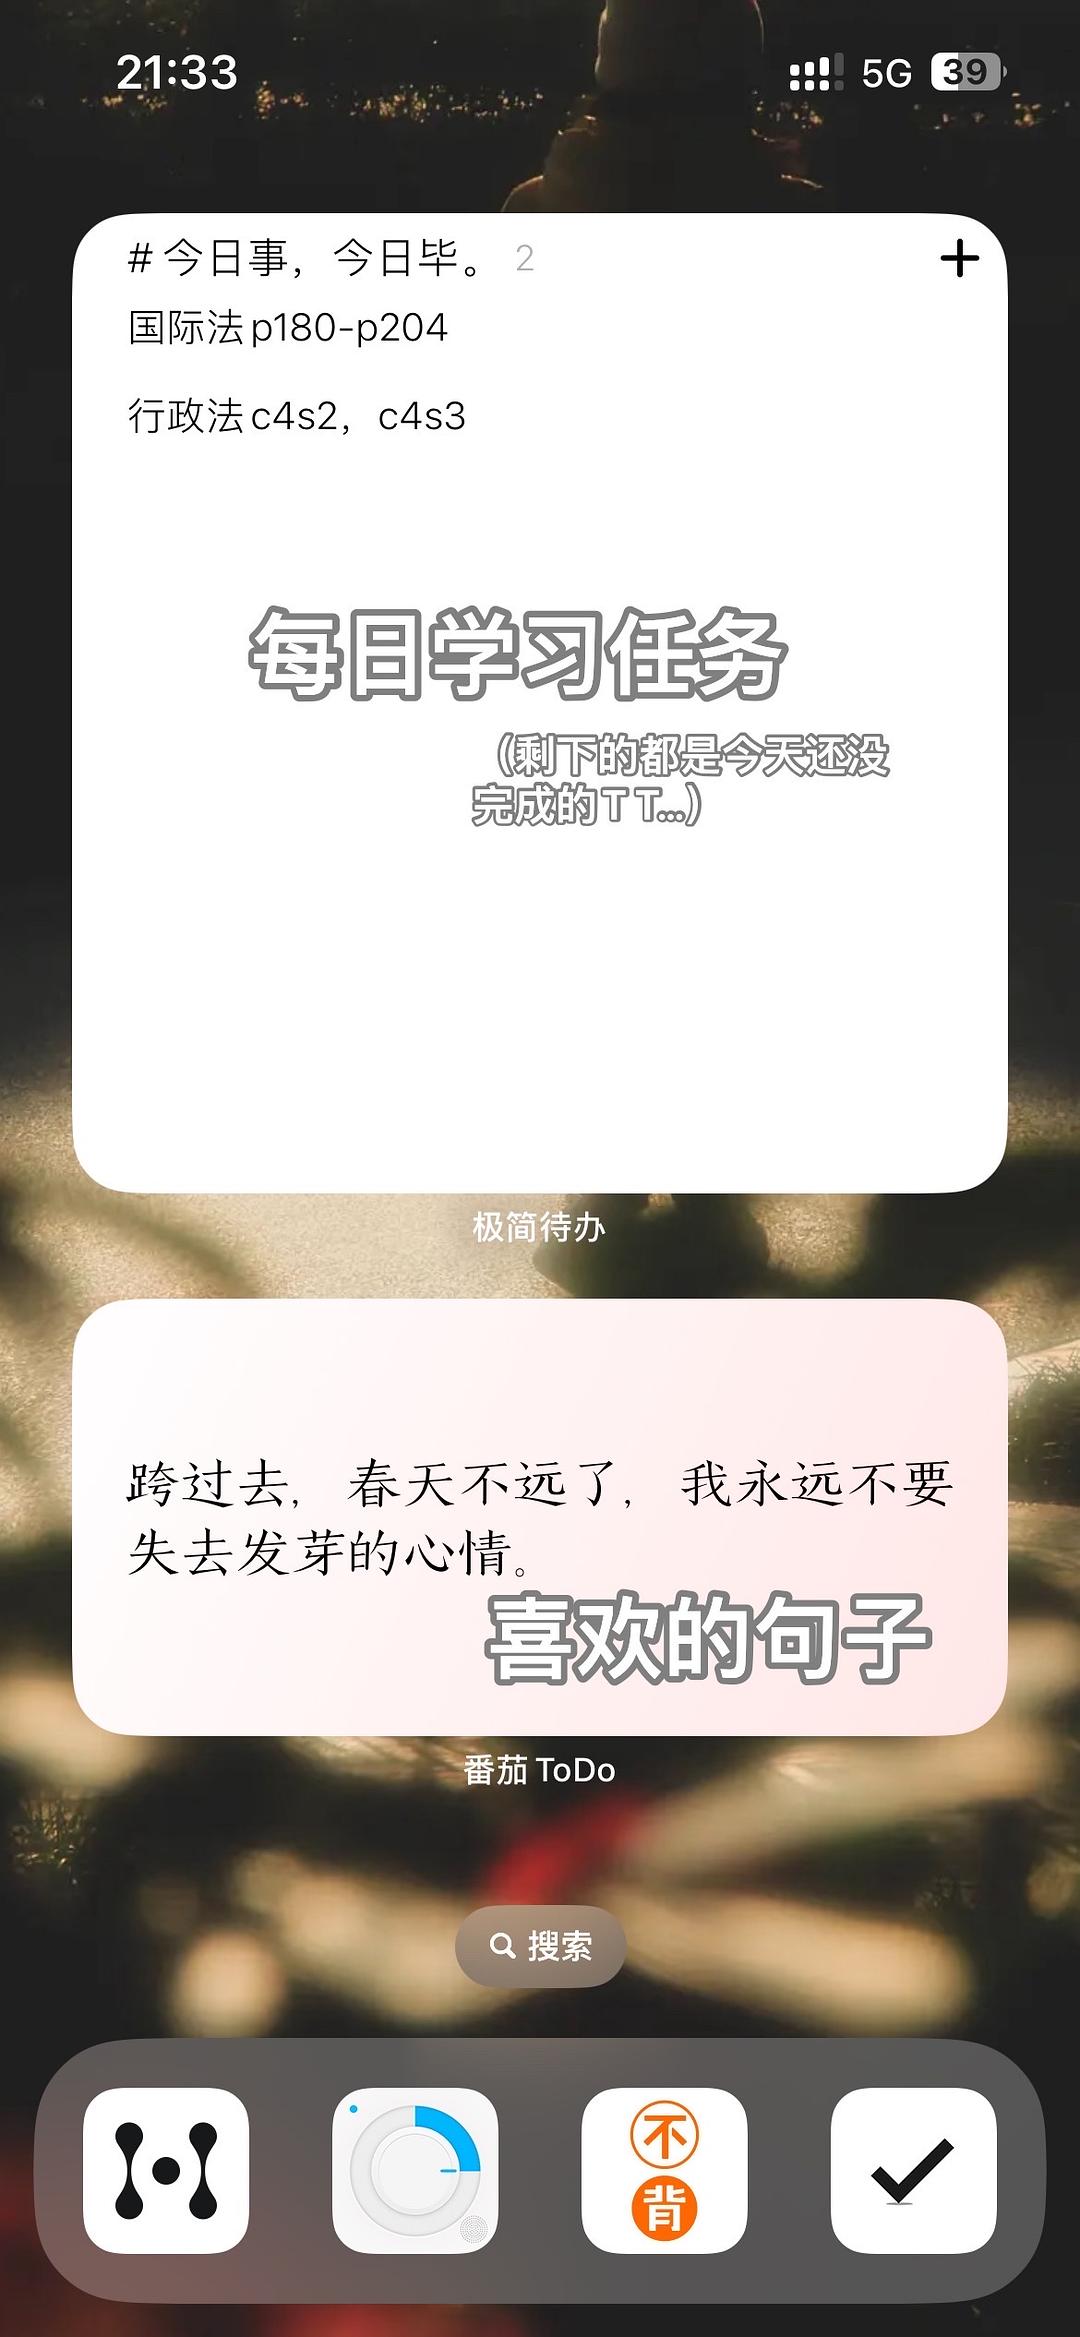 21:33 5G 39
# 今日事，今日毕。 2
国际法p180-p204
行政法c4s2，c4s3
每日学习任务
（剩下的都是今天还没
完成的T T...）
极简待办
跨过去，春天不远了，我永远不要
失去发芽的心情。
喜欢的句子
番茄 ToDo
搜索
不
背